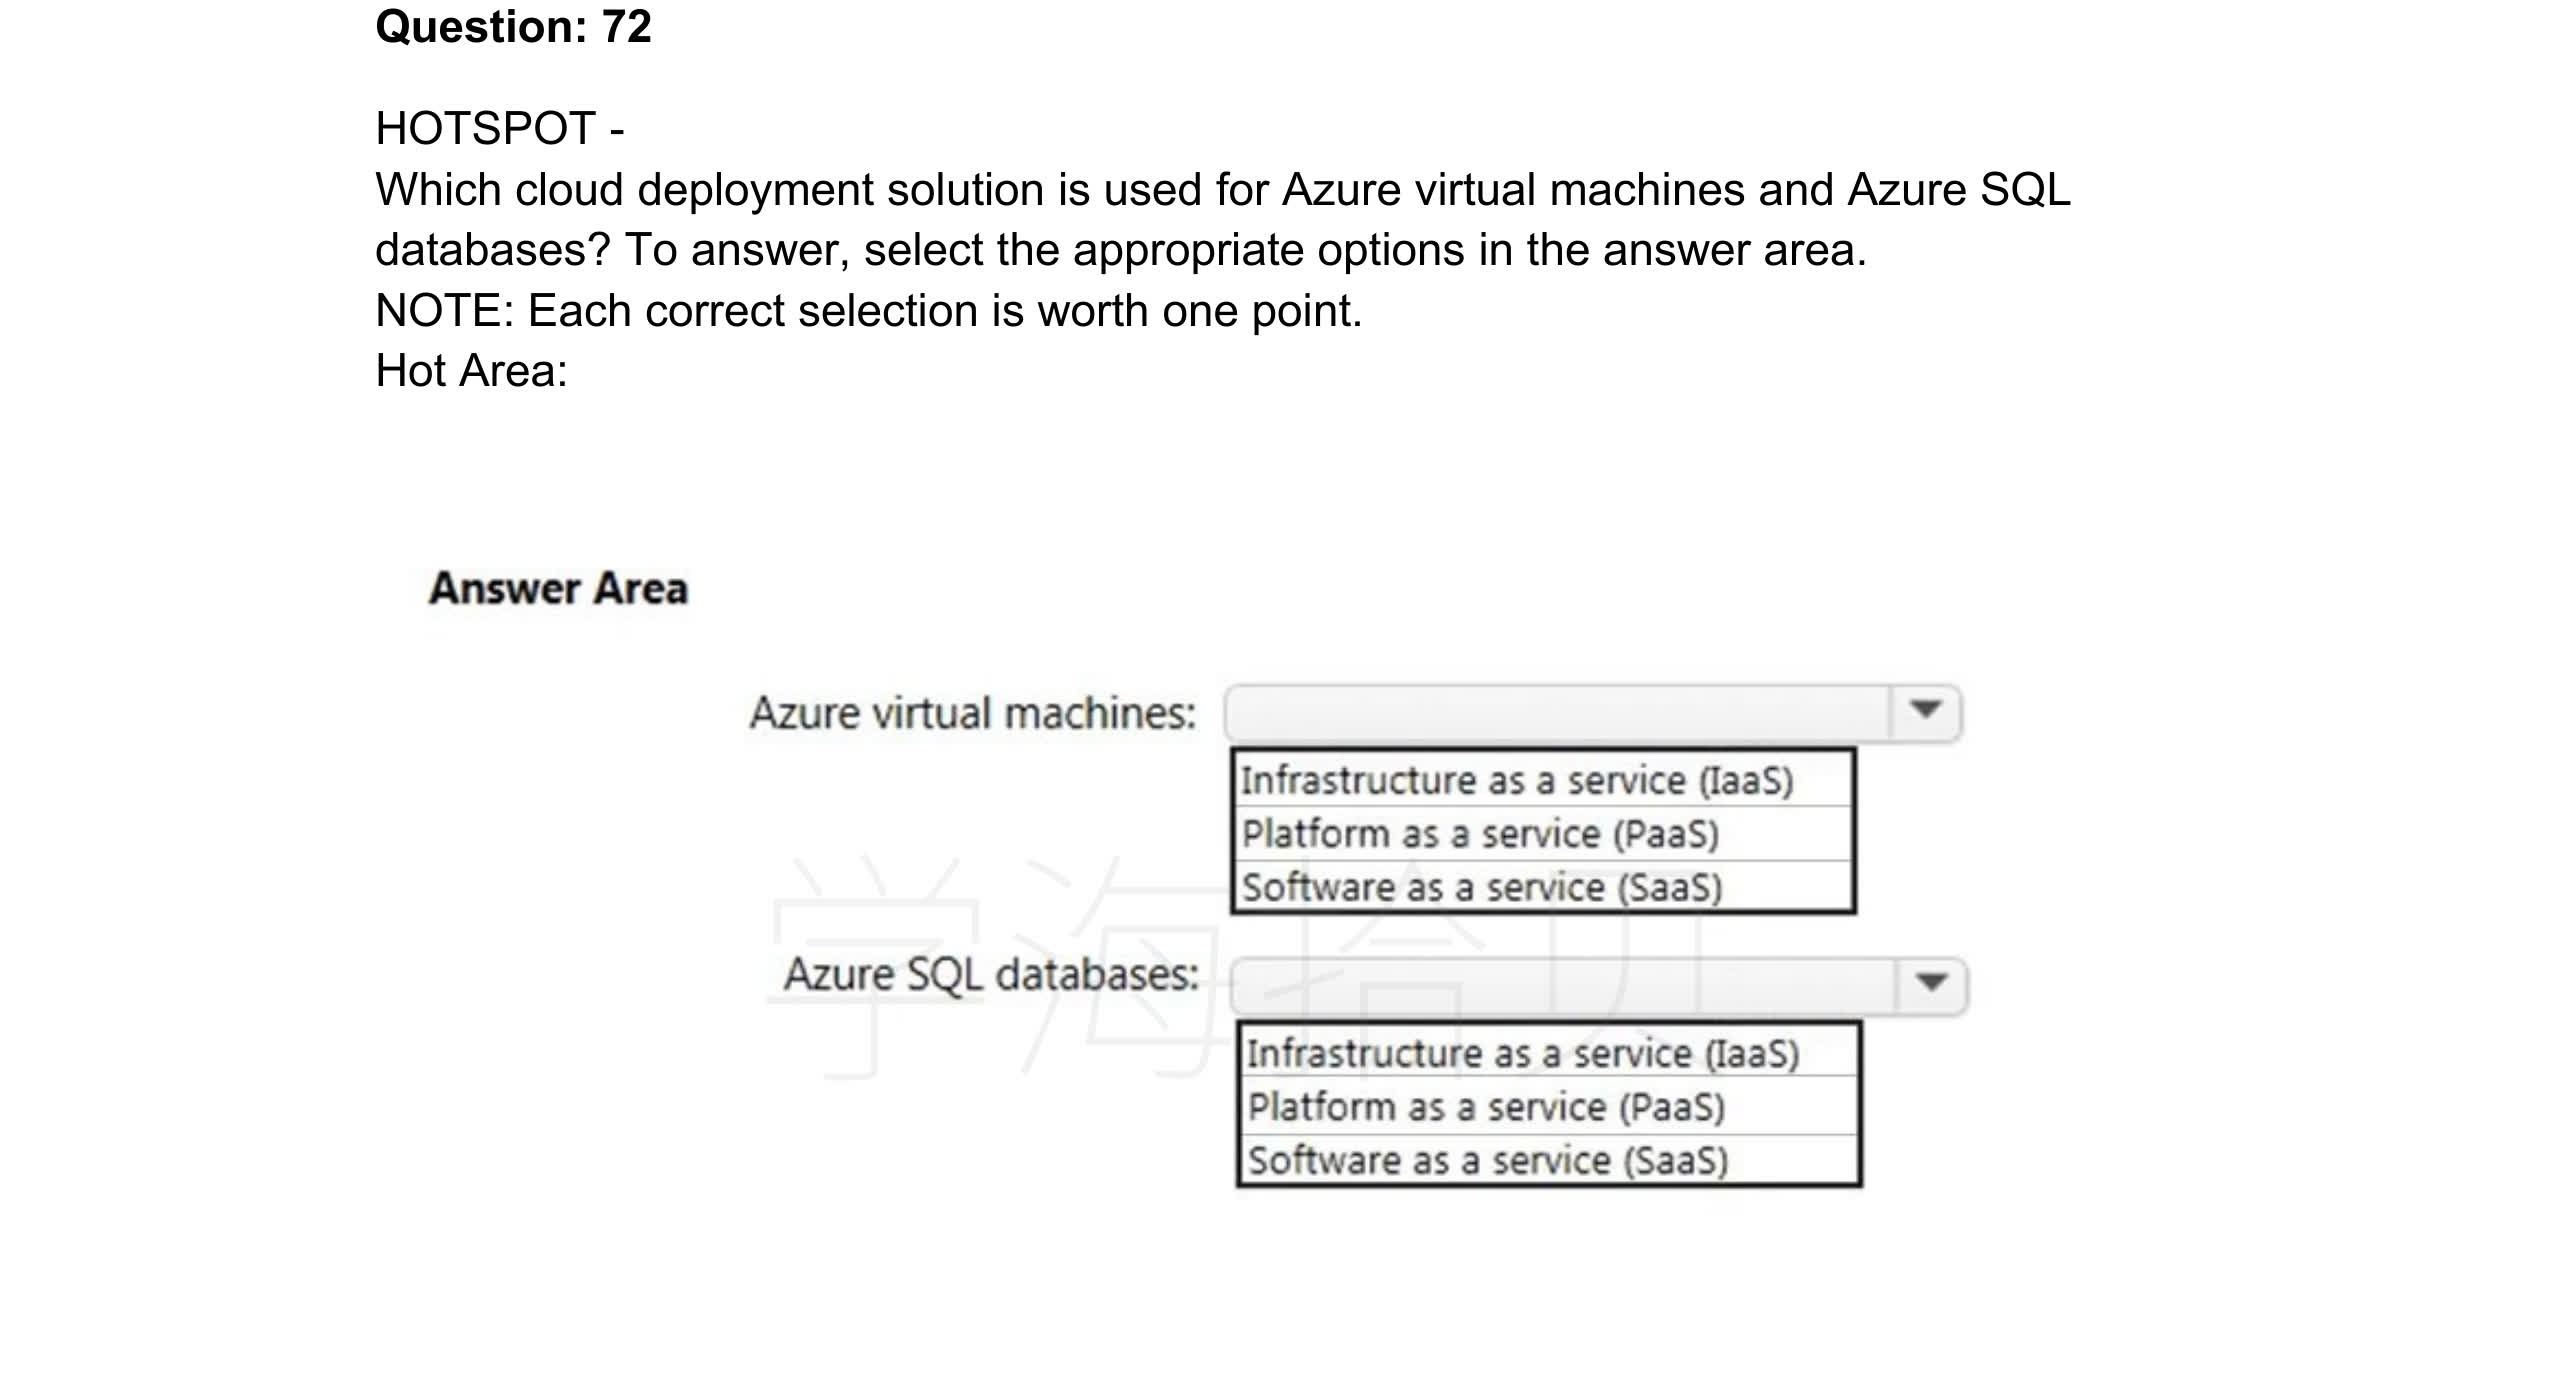 Question: 72
HOTSPOT -
Which cloud deployment solution is used for Azure virtual machines and Azure SQL
databases? To answer, select the appropriate options in the answer area.
NOTE: Each correct selection is worth one point.
Hot Area:
Answer Area
Azure virtual machines:
Infrastructure as a service (IaaS)
Platform as a service (PaaS)
Software as a service (SaaS)
学海拾贝
Azure SQL databases:
Infrastructure as a service (IaaS)
Platform as a service (PaaS)
Software as a service (SaaS)